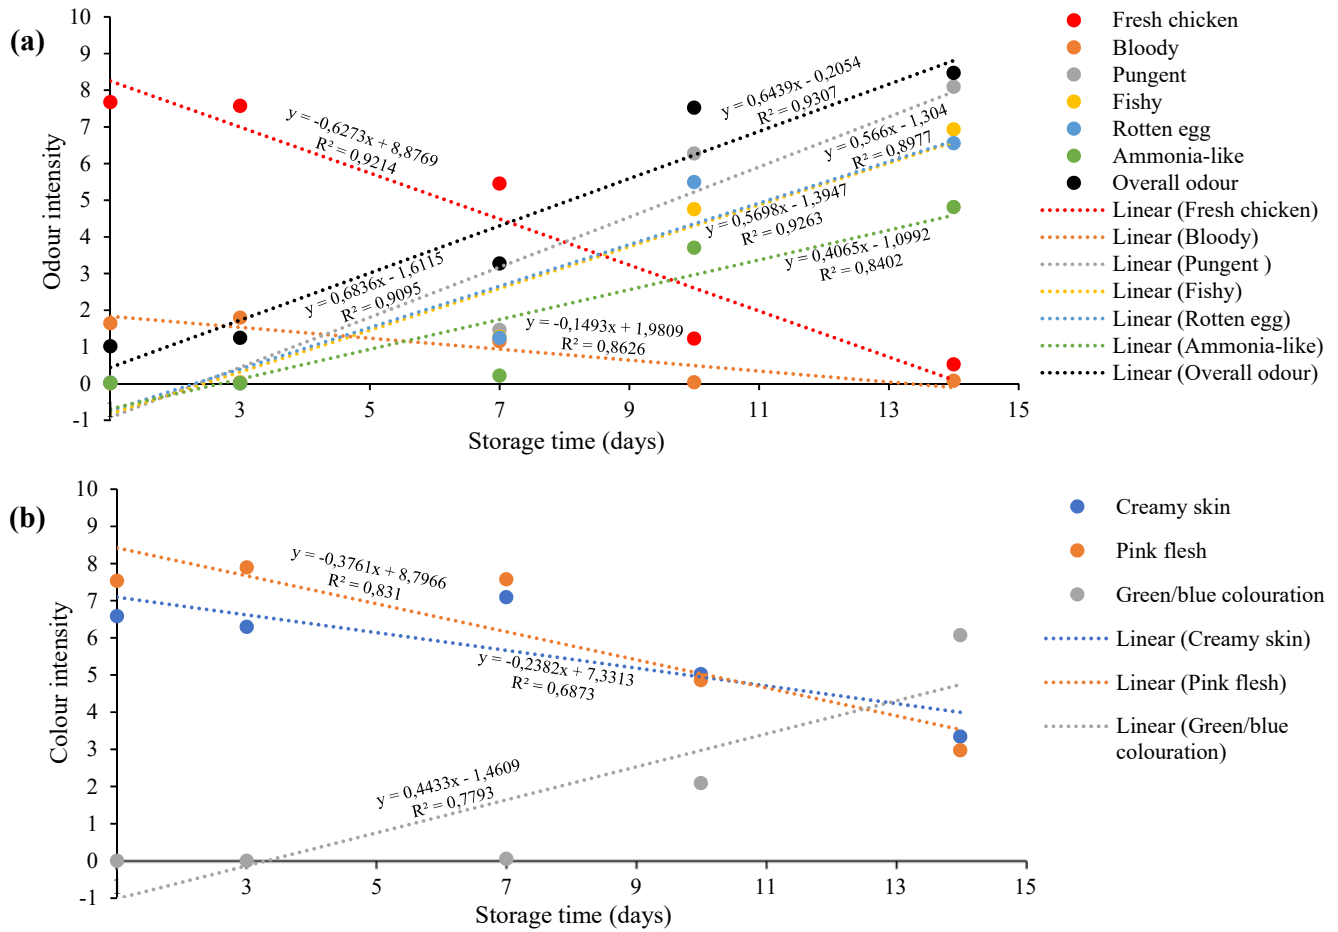 (a)
10
9
8
7
6
5
4
3
2
1
0
-1
Odour intensity
1
3
5
7
9
11
13
15
Storage time (days)
y = -0,6273x + 8,8769
R² = 0,9214
y = 0,6439x - 0,2054
R² = 0,9307
y = 0,566x - 1,304
R² = 0,8977
y = 0,5698x - 1,3947
R² = 0,9263
y = 0,4065x - 1,0992
R² = 0,8402
y = 0,6836x - 1,6115
R² = 0,9095
y = -0,1493x + 1,9809
R² = 0,8626
Fresh chicken
Bloody
Pungent
Fishy
Rotten egg
Ammonia-like
Overall odour
Linear (Fresh chicken)
Linear (Bloody)
Linear (Pungent )
Linear (Fishy)
Linear (Rotten egg)
Linear (Ammonia-like)
Linear (Overall odour)
(b)
10
9
8
7
6
5
4
3
2
1
0
-1
Colour intensity
1
3
5
7
9
11
13
15
Storage time (days)
y = -0,3761x + 8,7966
R² = 0,831
y = -0,2382x + 7,3313
R² = 0,6873
y = 0,4433x - 1,4609
R² = 0,7793
Creamy skin
Pink flesh
Green/blue colouration
Linear (Creamy skin)
Linear (Pink flesh)
Linear (Green/blue
colouration)